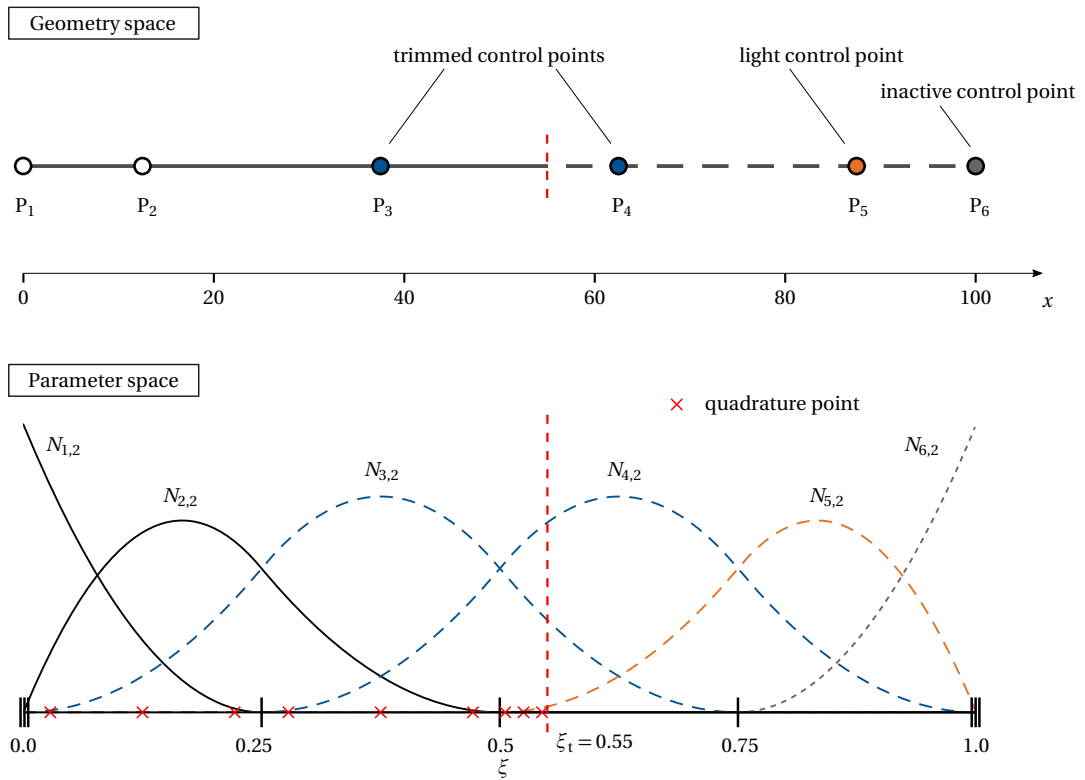 Geometry space
trimmed control points
light control point
inactive control point
P1 P2 P3 P4 P5 P6
0 20 40 60 80 100
x
Parameter space
quadrature point
N1,2 N2,2 N3,2 N4,2 N5,2 N6,2
0.0 0.25 0.5 ξt = 0.55 0.75 1.0
ξ